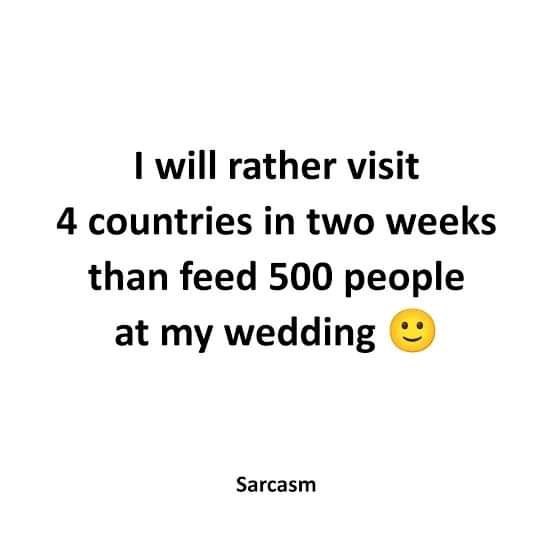 I will rather visit
4 countries in two weeks
than feed 500 people
at my wedding 🙂
Sarcasm